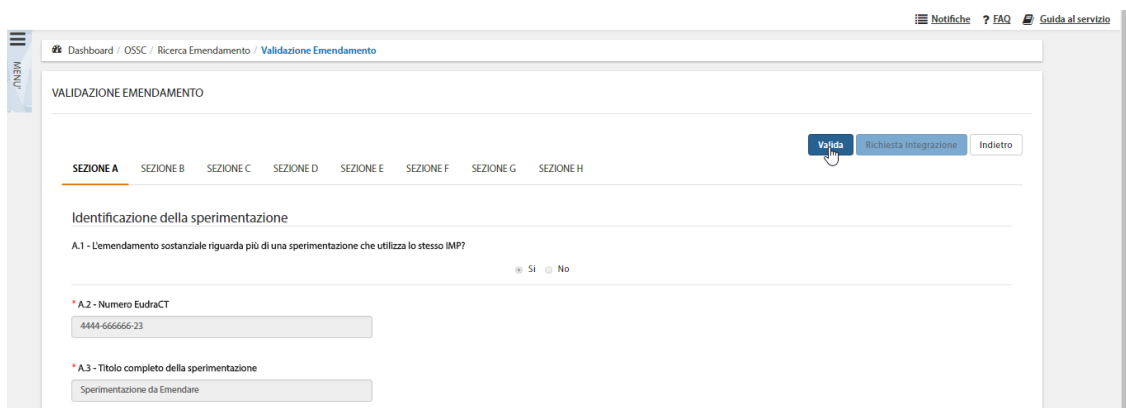 Notifiche ? FAQ Guida al servizio
MENU'
Dashboard / OSSC / Ricerca Emendamento / Validazione Emendamento
VALIDAZIONE EMENDAMENTO
Valida Richiesta Integrazione Indietro
SEZIONE A SEZIONE B SEZIONE C SEZIONE D SEZIONE E SEZIONE F SEZIONE G SEZIONE H
Identificazione della sperimentazione
A.1 - L'emendamento sostanziale riguarda più di una sperimentazione che utilizza lo stesso IMP?
Si No
* A.2 - Numero EudraCT
4444-666666-23
* A.3 - Titolo completo della sperimentazione
Sperimentazione da Emendare